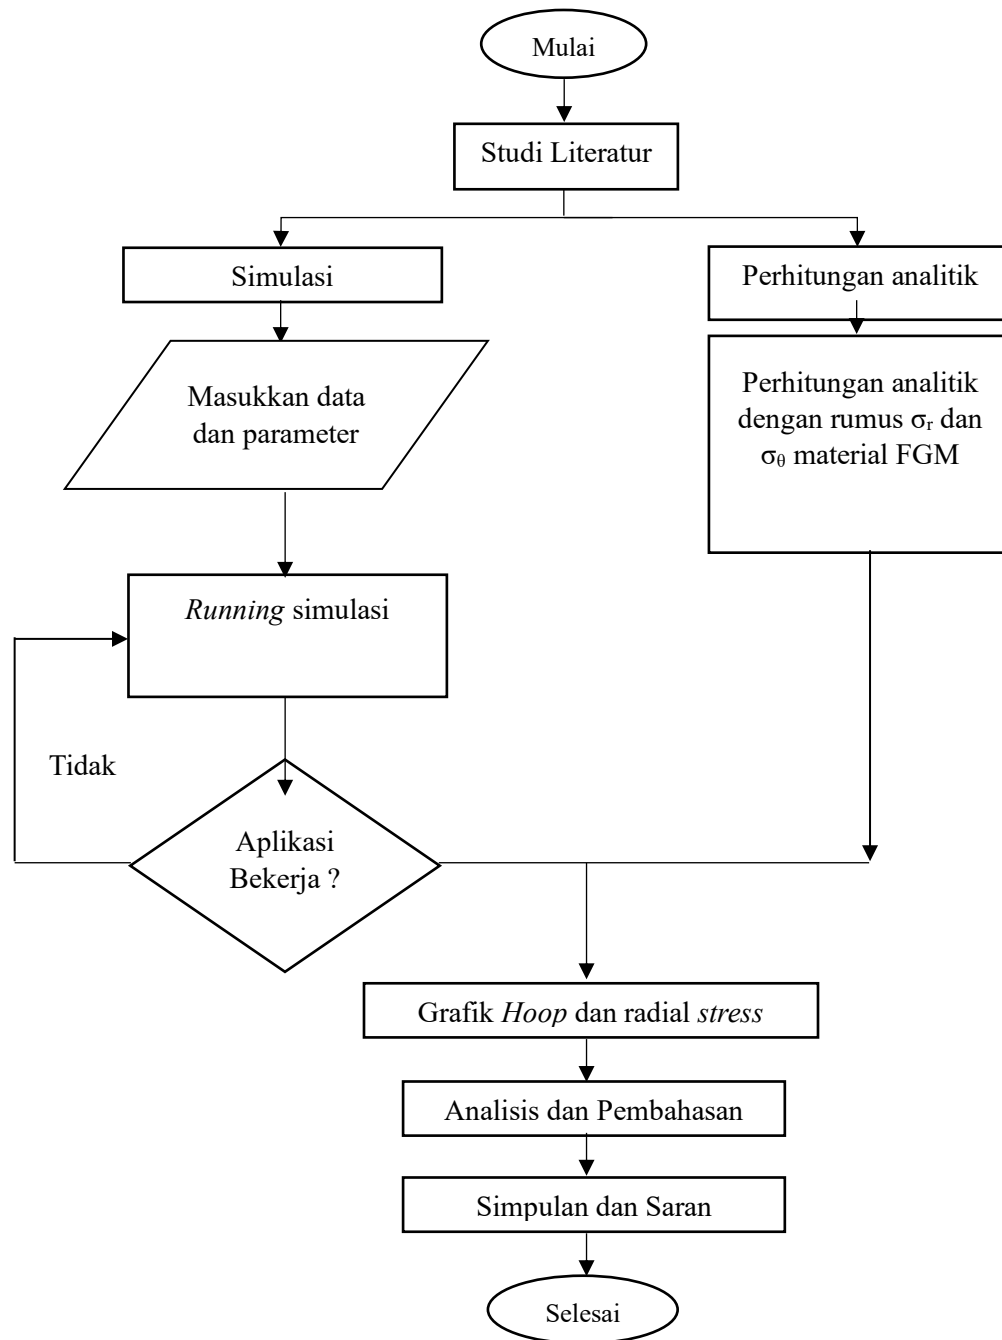 Mulai
Studi Literatur
Simulasi
Perhitungan analitik
Masukkan data
dan parameter
Perhitungan analitik
dengan rumus σᵣ dan
σ_θ material FGM
Running simulasi
Tidak
Aplikasi
Bekerja ?
Grafik Hoop dan radial stress
Analisis dan Pembahasan
Simpulan dan Saran
Selesai